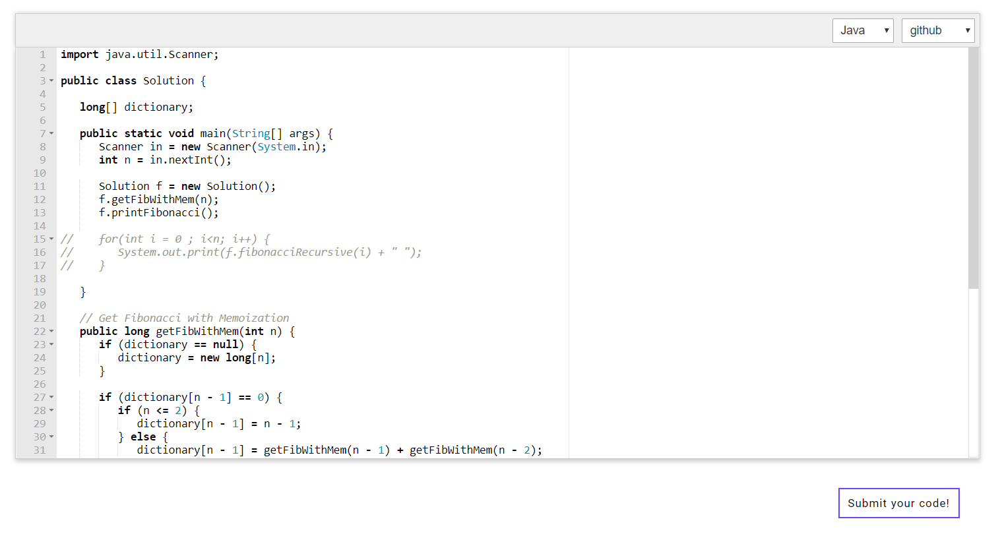 Java github
1 import java.util.Scanner;
2
3 public class Solution {
4
5 long[] dictionary;
6
7 public static void main(String[] args) {
8 Scanner in = new Scanner(System.in);
9 int n = in.nextInt();
10
11 Solution f = new Solution();
12 f.getFibWithMem(n);
13 f.printFibonacci();
14
15 // for(int i = 0 ; i<n; i++) {
16 // System.out.print(f.fibonacciRecursive(i) + " ");
17 // }
18
19 }
20
21 // Get Fibonacci with Memoization
22 public long getFibWithMem(int n) {
23 if (dictionary == null) {
24 dictionary = new long[n];
25 }
26
27 if (dictionary[n - 1] == 0) {
28 if (n <= 2) {
29 dictionary[n - 1] = n - 1;
30 } else {
31 dictionary[n - 1] = getFibWithMem(n - 1) + getFibWithMem(n - 2);
Submit your code!